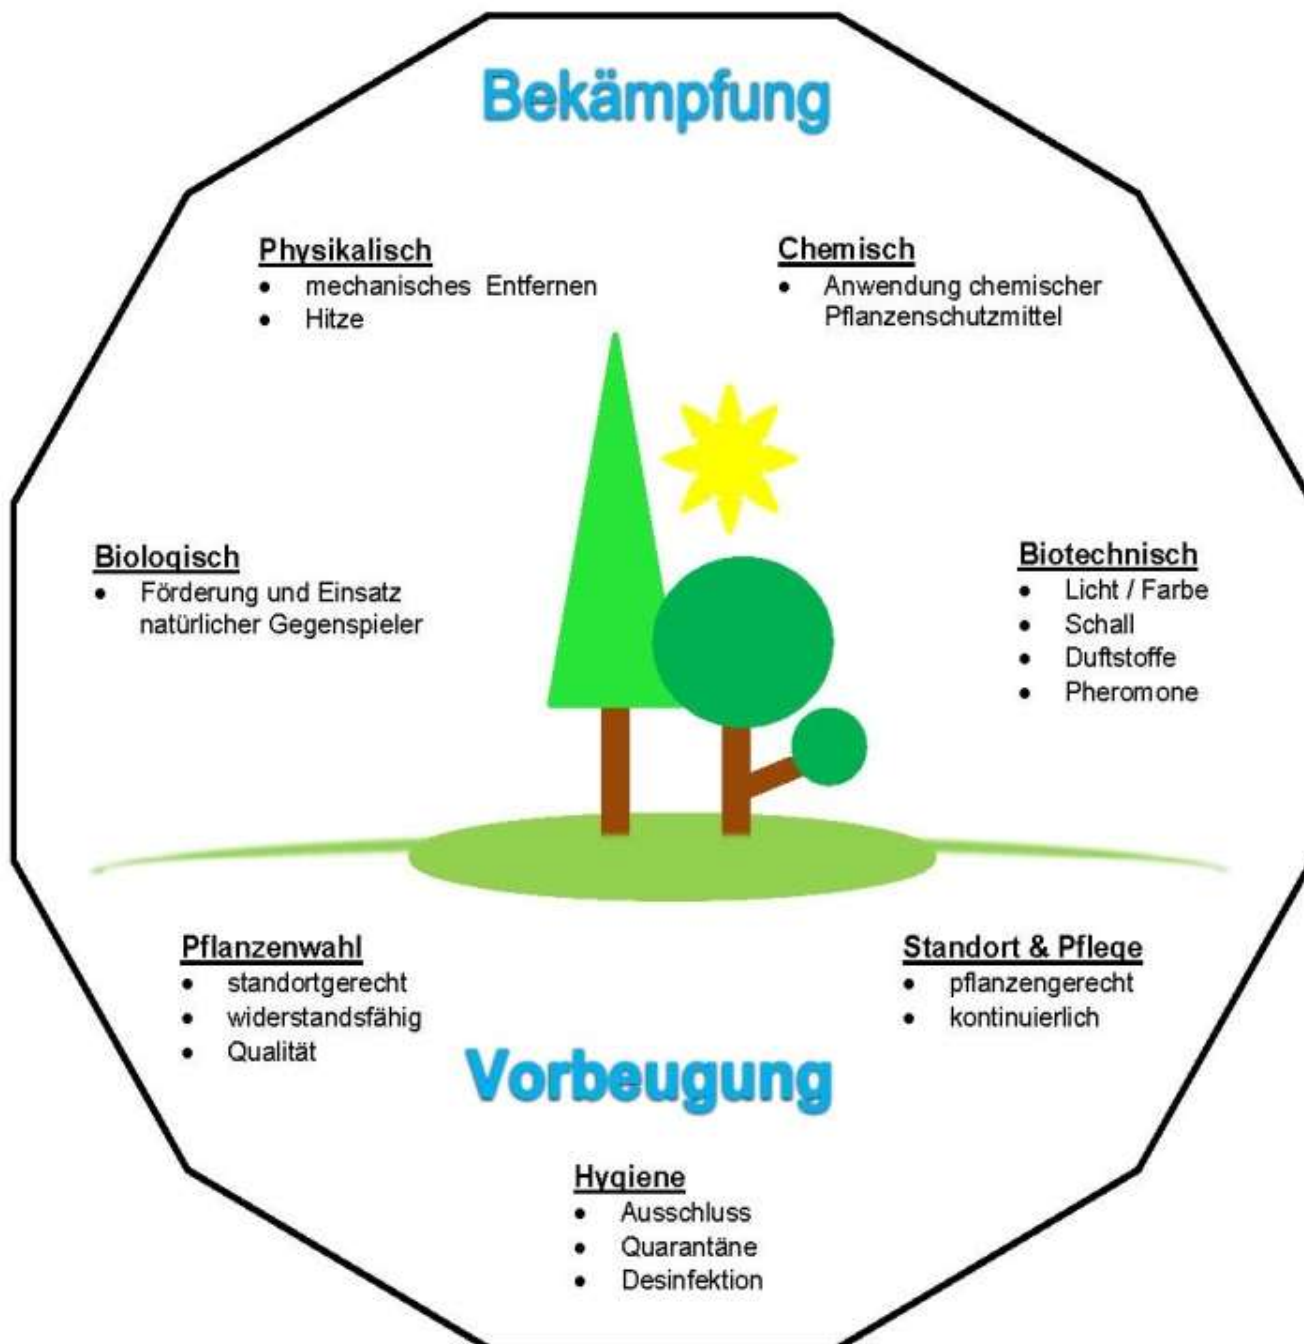 Bekämpfung
Physikalisch
• mechanisches Entfernen
• Hitze
Chemisch
• Anwendung chemischer
Pflanzenschutzmittel
Biologisch
• Förderung und Einsatz
natürlicher Gegenspieler
Biotechnisch
• Licht / Farbe
• Schall
• Duftstoffe
• Pheromone
Pflanzenwahl
• standortgerecht
• widerstandsfähig
• Qualität
Standort & Pflege
• pflanzengerecht
• kontinuierlich
Vorbeugung
Hygiene
• Ausschluss
• Quarantäne
• Desinfektion